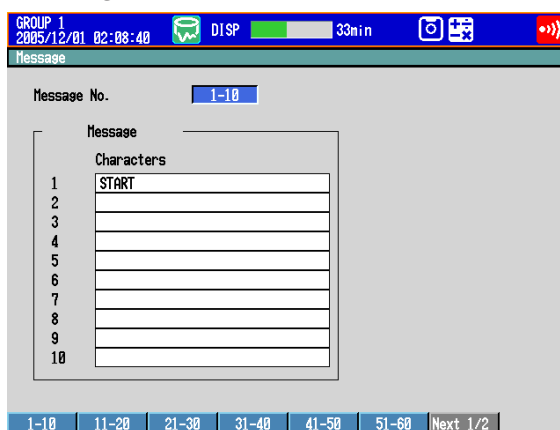 GROUP 1
2005/12/01 02:08:40 DISP 33min
Message
Message No. 1-10
Message
Characters
1 START
2
3
4
5
6
7
8
9
10
1-10 11-20 21-30 31-40 41-50 51-60 Next 1/2